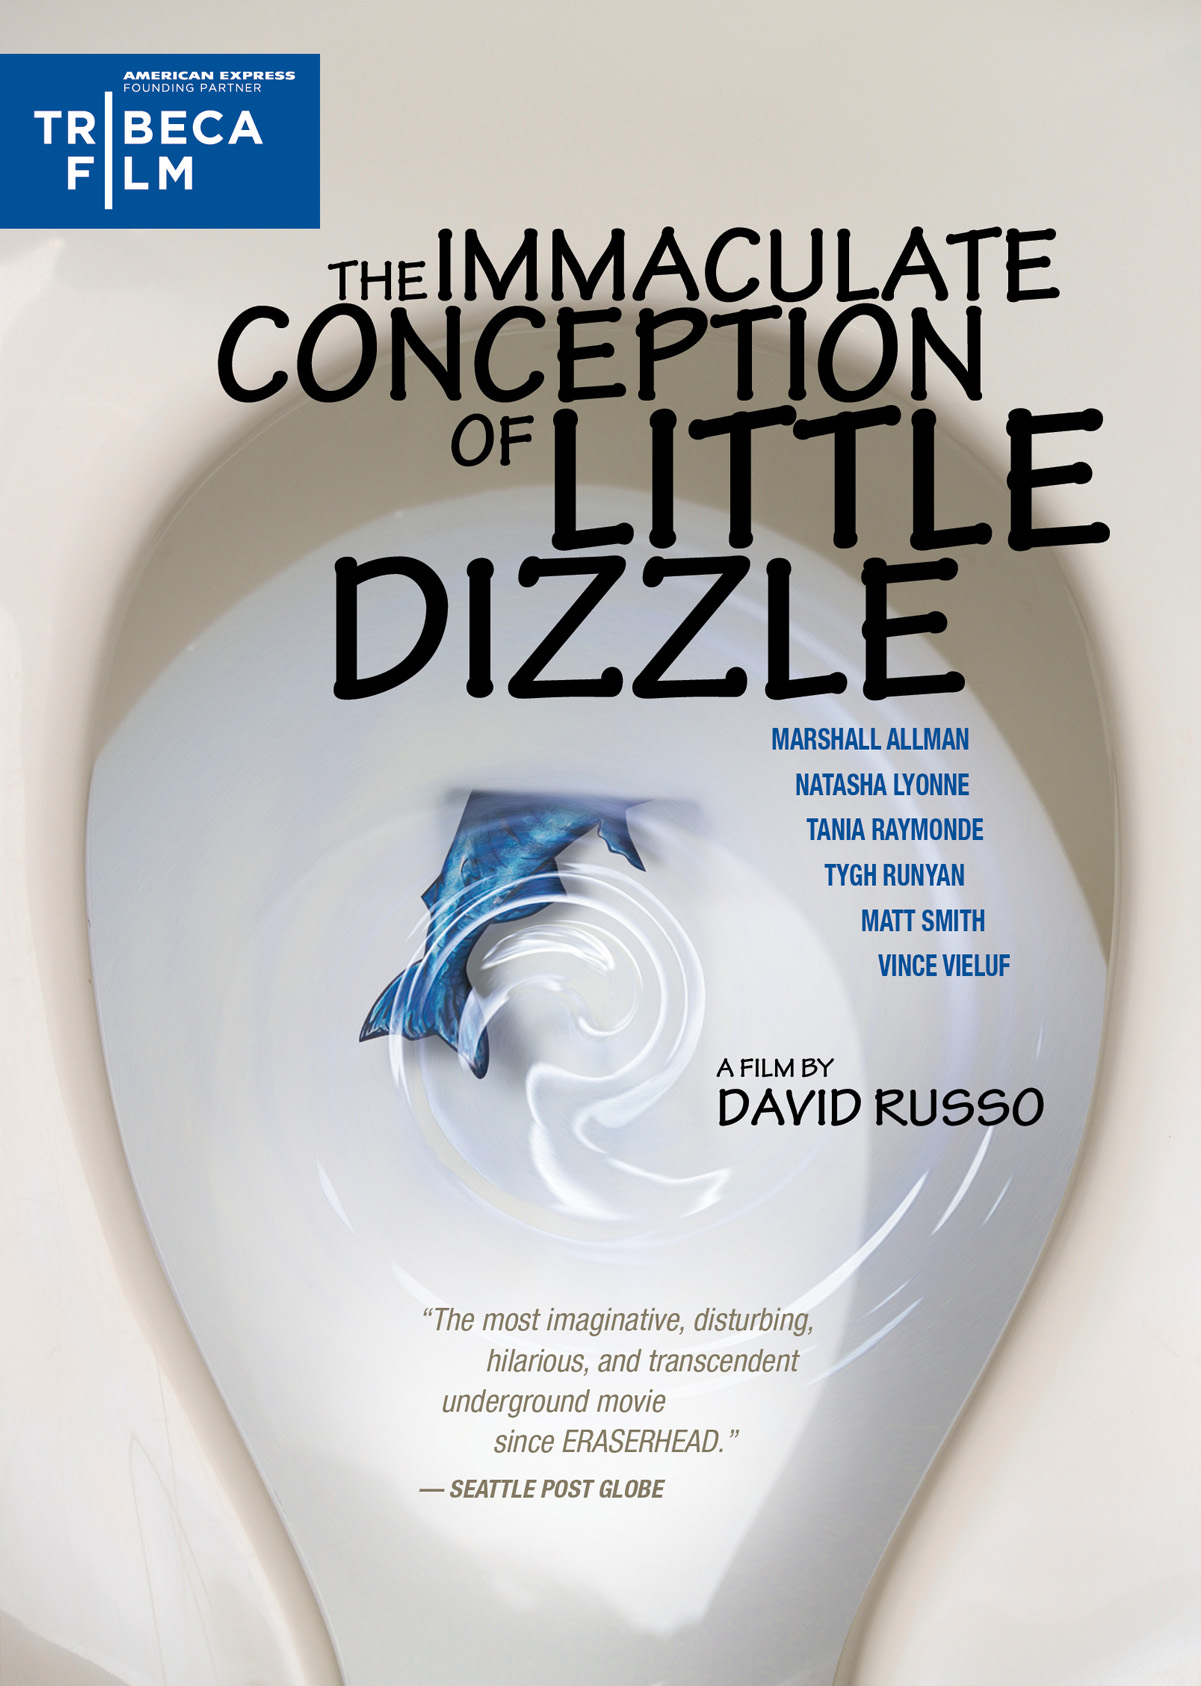 AMERICAN EXPRESS
FOUNDING PARTNER
TRIBECA
FILM
THE IMMACULATE
CONCEPTION
OF LITTLE
DIZZLE
MARSHALL ALLMAN
NATASHA LYONNE
TANIA RAYMONDE
TYGH RUNYAN
MATT SMITH
VINCE VIELUF
A FILM BY
DAVID RUSSO
“The most imaginative, disturbing,
hilarious, and transcendent
underground movie
since ERASERHEAD.”
— SEATTLE POST GLOBE